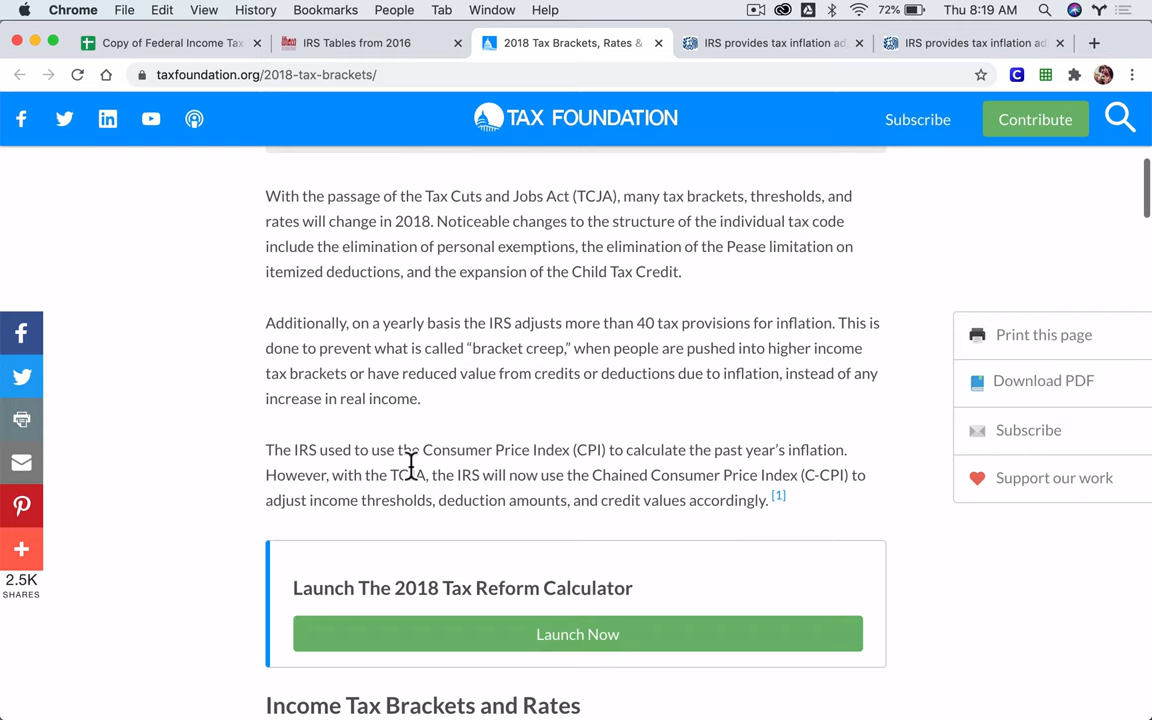 Chrome File Edit View History Bookmarks People Tab Window Help 72% Thu 8:19 AM
Copy of Federal Income Tax IRS Tables from 2016 2018 Tax Brackets, Rates & IRS provides tax inflation ad IRS provides tax inflation ad
taxfoundation.org/2018-tax-brackets/
TAX FOUNDATION Subscribe Contribute
With the passage of the Tax Cuts and Jobs Act (TCJA), many tax brackets, thresholds, and
rates will change in 2018. Noticeable changes to the structure of the individual tax code
include the elimination of personal exemptions, the elimination of the Pease limitation on
itemized deductions, and the expansion of the Child Tax Credit.
Additionally, on a yearly basis the IRS adjusts more than 40 tax provisions for inflation. This is
done to prevent what is called “bracket creep,” when people are pushed into higher income
tax brackets or have reduced value from credits or deductions due to inflation, instead of any
increase in real income.
The IRS used to use the Consumer Price Index (CPI) to calculate the past year’s inflation.
However, with the TCJA, the IRS will now use the Chained Consumer Price Index (C-CPI) to
adjust income thresholds, deduction amounts, and credit values accordingly. [1]
Launch The 2018 Tax Reform Calculator
Launch Now
Income Tax Brackets and Rates
Print this page
Download PDF
Subscribe
Support our work
2.5K
SHARES